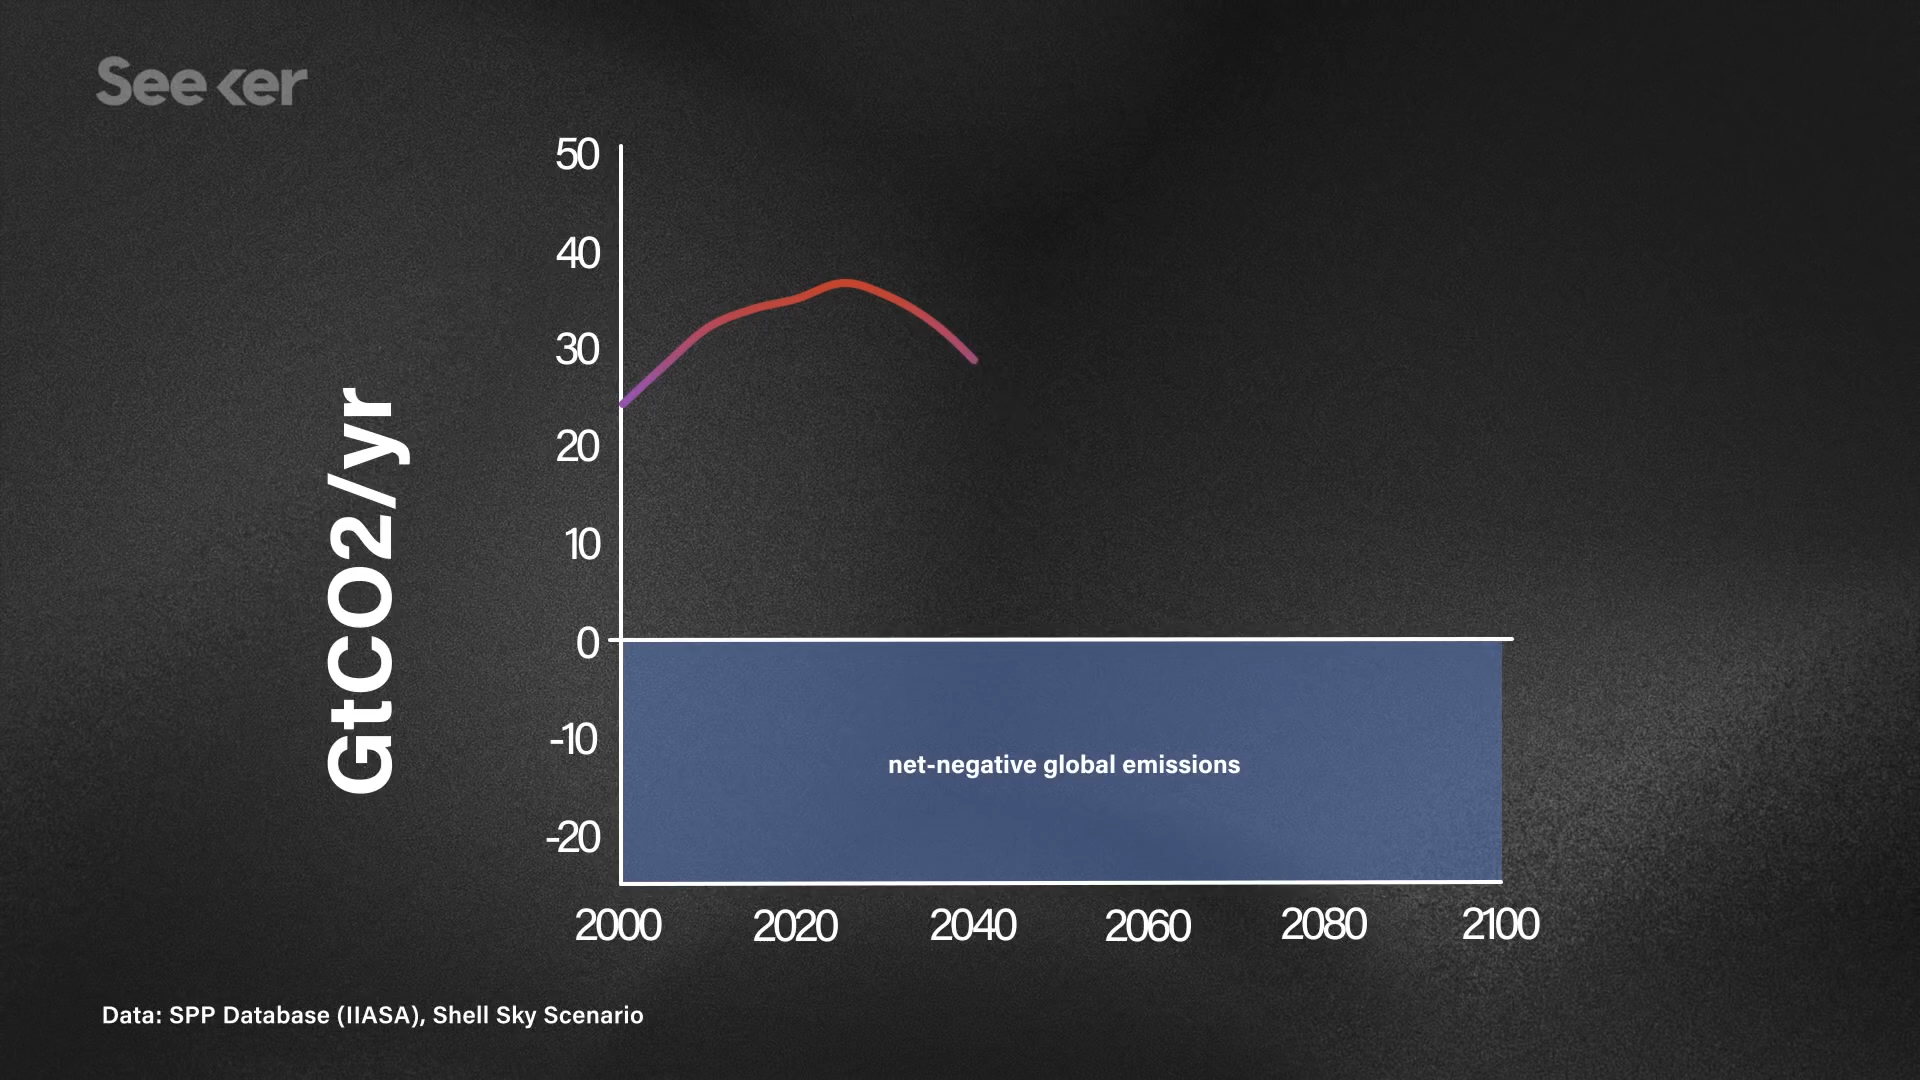 Seeker
50
40
30
20
10
0
-10
-20
GtCO2/yr
net-negative global emissions
2000 2020 2040 2060 2080 2100
Data: SPP Database (IIASA), Shell Sky Scenario